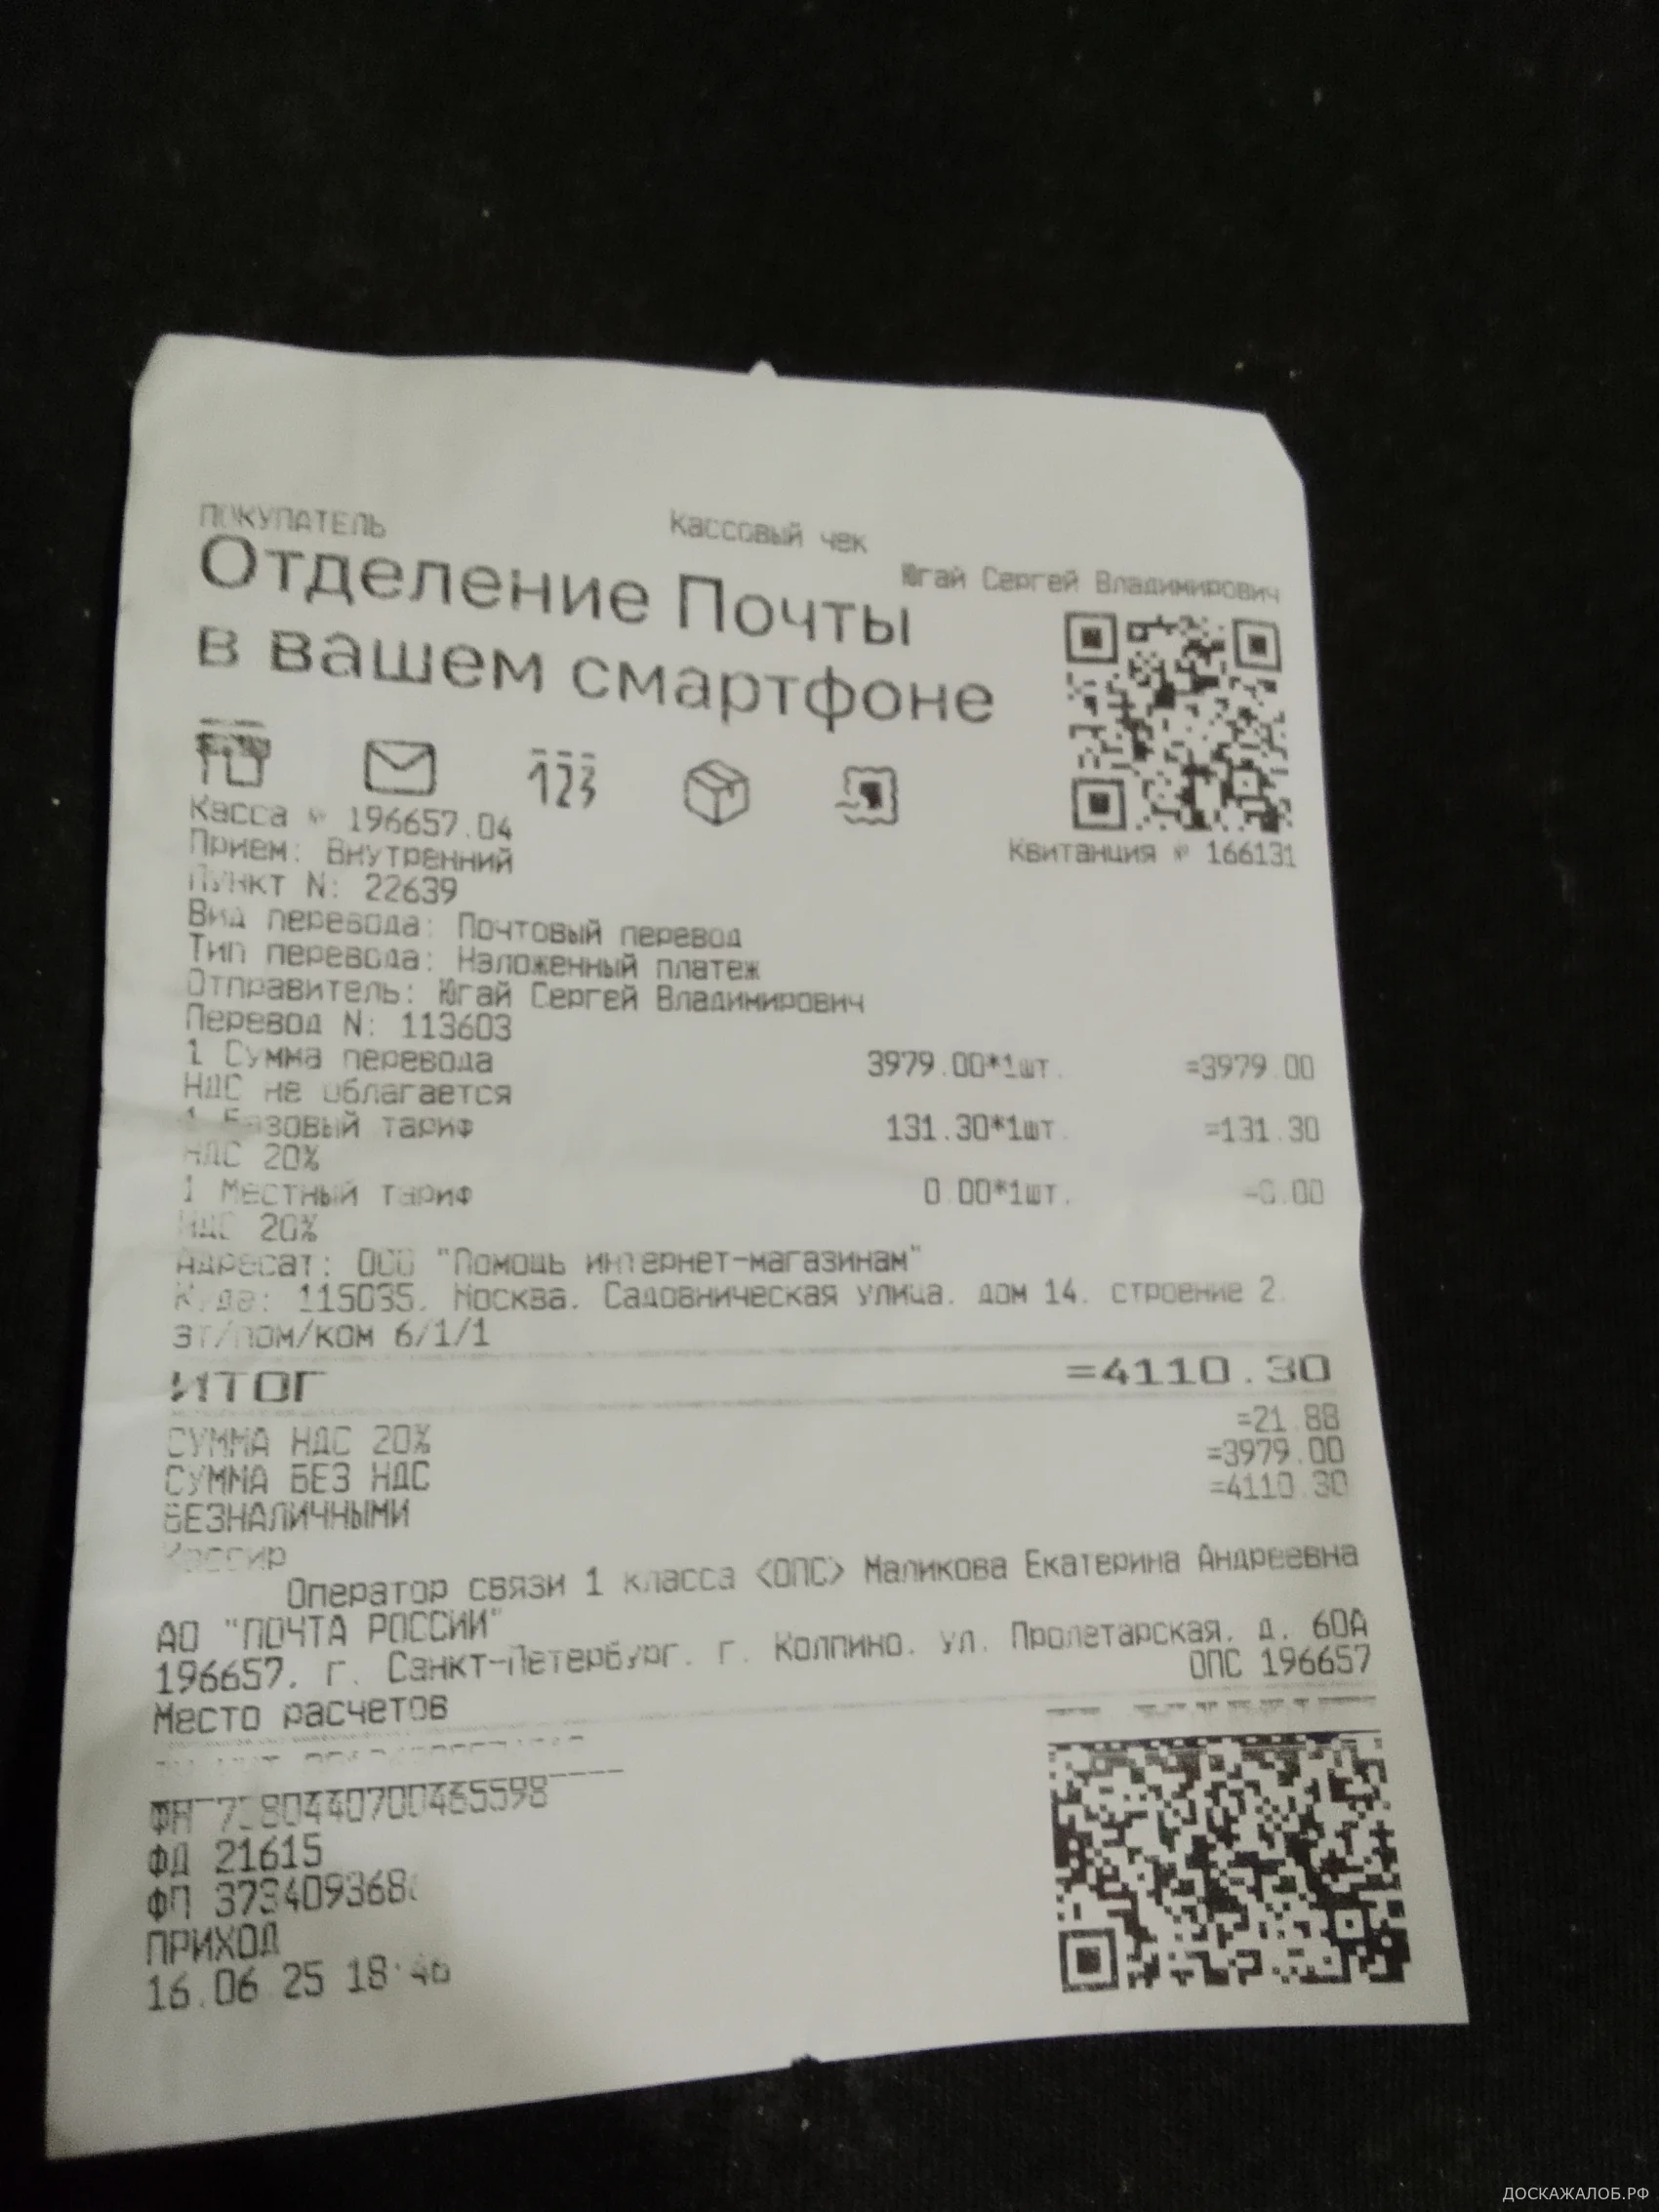 ПОКУПАТЕЛЬ Кассовый чек
Югай Сергей Владимирович
Отделение Почты
в вашем смартфоне
123
Касса № 196657.04
Прием: Внутренний
Квитанция № 166131
Пункт N: 22639
Вид перевода: Почтовый перевод
Тип перевода: Наложенный платеж
Отправитель: Югай Сергей Владимирович
Перевод N: 113603
1 Сумма перевода 3979.00*1шт. =3979.00
НДС не облагается
1 Базовый тариф 131.30*1шт. =131.30
НДС 20%
1 Местный тариф 0.00*1шт. =0.00
НДС 20%
Адресат: ООО "Помощь интернет-магазинам"
Куда: 115035, Москва, Садовническая улица, дом 14, строение 2,
эт/пом/ком 6/1/1
ИТОГ =4110.30
СУММА НДС 20% =21.88
СУММА БЕЗ НДС =3979.00
БЕЗНАЛИЧНЫМИ =4110.30
Кассир
Оператор связи 1 класса <ОПС> Маликова Екатерина Андреевна
АО "ПОЧТА РОССИИ"
196657, г. Санкт-Петербург, г. Колпино, ул. Пролетарская, д. 60А
Место расчетов ОПС 196657
ФН
ФД 21615
ФП
ПРИХОД
16.06.25
ДОСКАЖАЛОБ.РФ